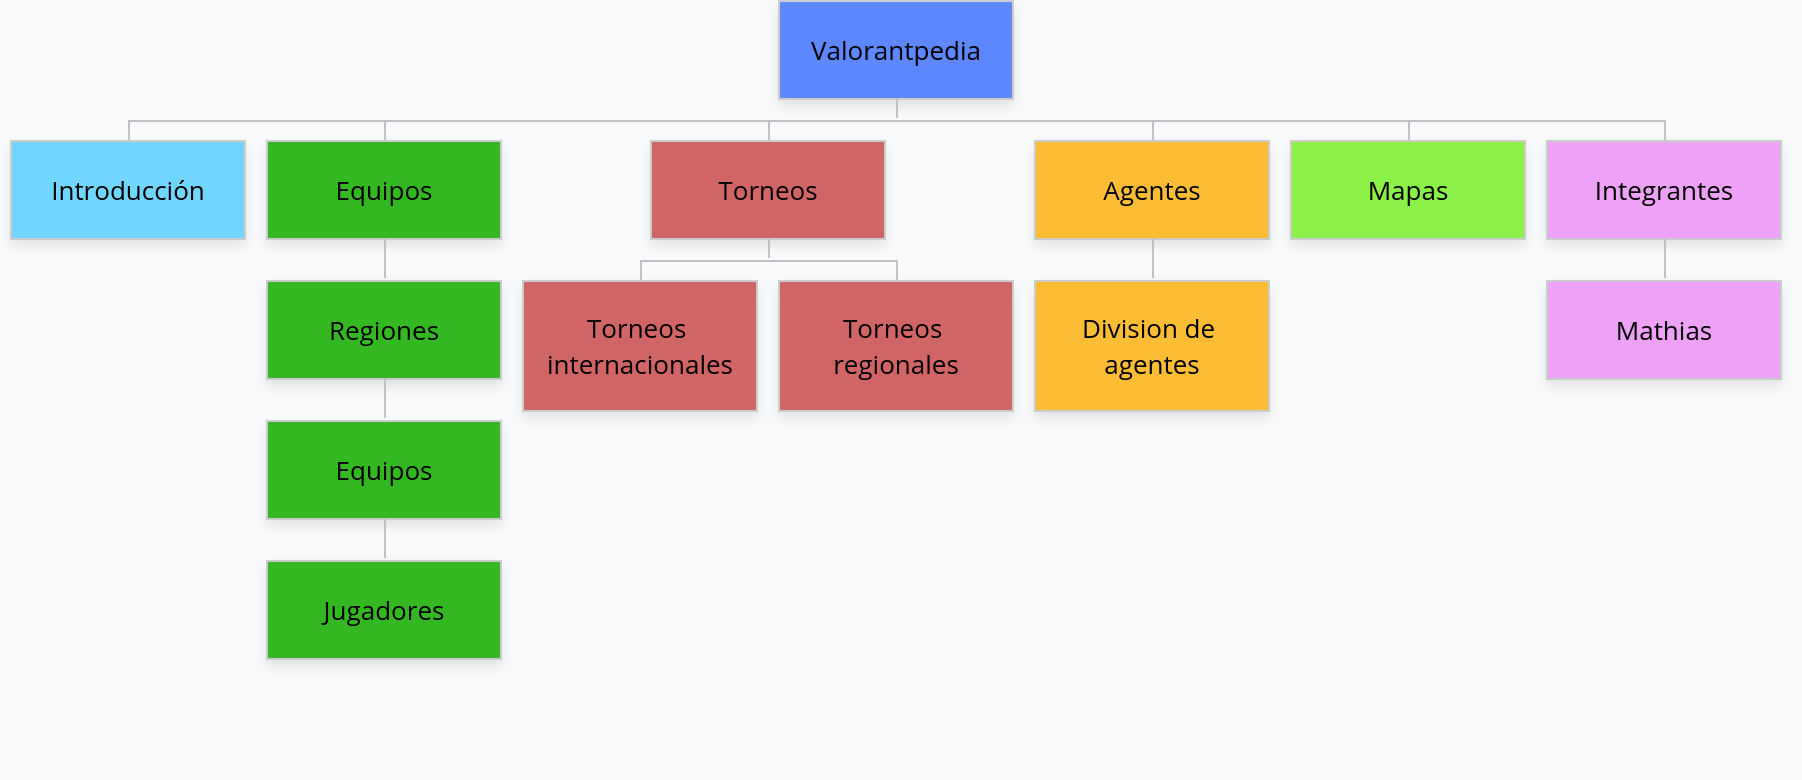 Valorantpedia
Introducción
Equipos
Torneos
Agentes
Mapas
Integrantes
Regiones
Torneos
internacionales
Torneos
regionales
Division de
agentes
Mathias
Equipos
Jugadores